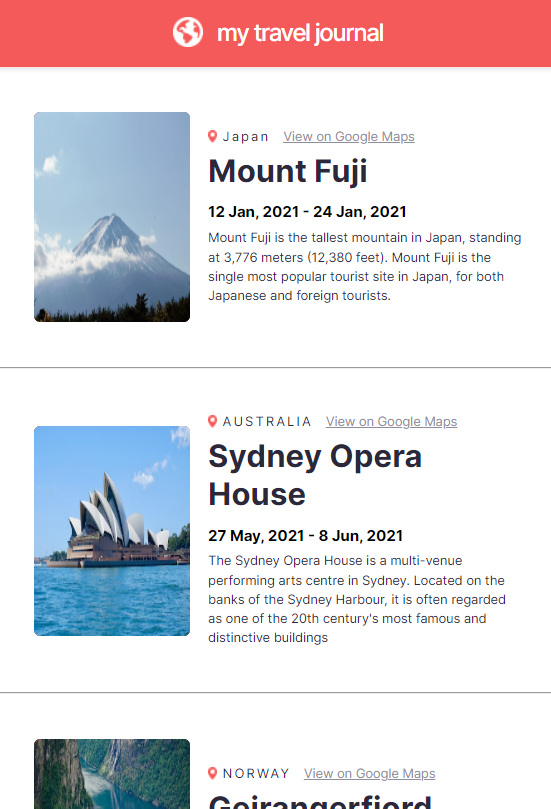 my travel journal
Japan View on Google Maps
Mount Fuji
12 Jan, 2021 - 24 Jan, 2021
Mount Fuji is the tallest mountain in Japan, standing
at 3,776 meters (12,380 feet). Mount Fuji is the
single most popular tourist site in Japan, for both
Japanese and foreign tourists.
AUSTRALIA View on Google Maps
Sydney Opera
House
27 May, 2021 - 8 Jun, 2021
The Sydney Opera House is a multi-venue
performing arts centre in Sydney. Located on the
banks of the Sydney Harbour, it is often regarded
as one of the 20th century's most famous and
distinctive buildings
NORWAY View on Google Maps
Geirangerfjord